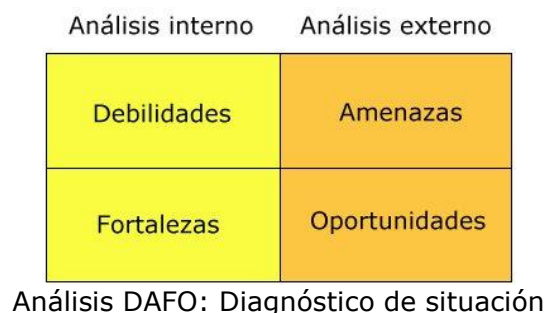 Análisis interno Análisis externo
Debilidades Amenazas
Fortalezas Oportunidades
Análisis DAFO: Diagnóstico de situación